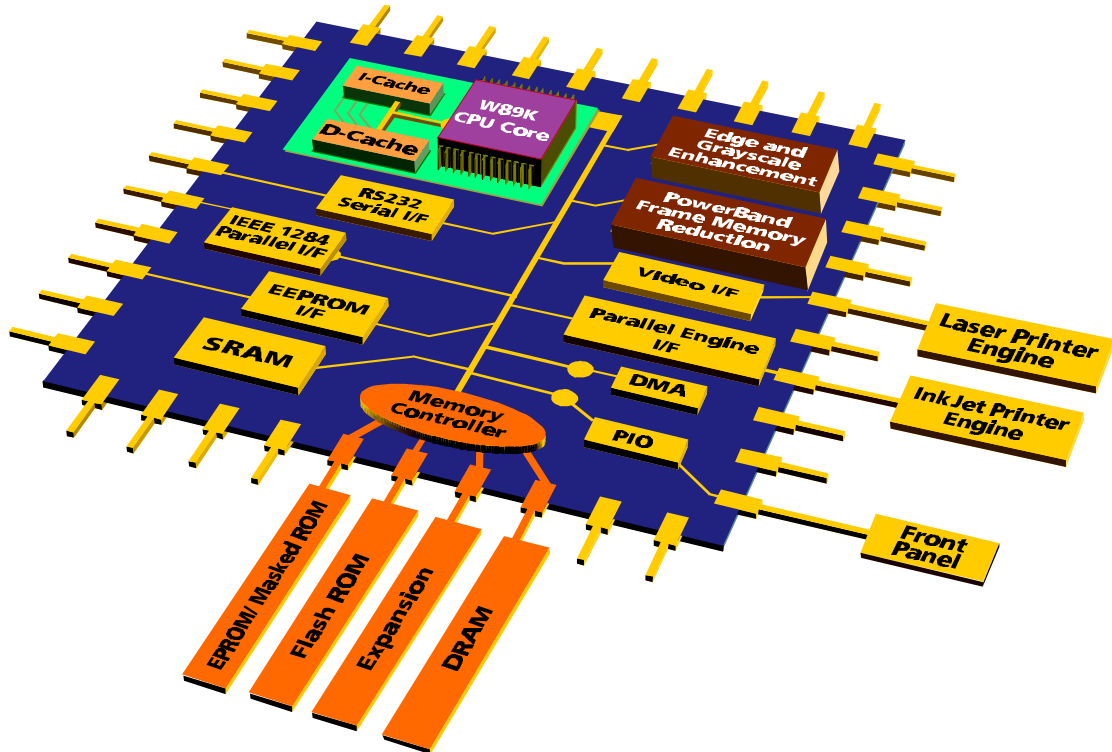 I-Cache
D-Cache
W89K
CPU Core
Edge and
Grayscale
Enhancement
PowerBand
Frame Memory
Reduction
RS232
Serial I/F
IEEE 1284
Parallel I/F
EEPROM
I/F
SRAM
Video I/F
Parallel Engine
I/F
DMA
PIO
Memory
Controller
Laser Printer
Engine
InkJet Printer
Engine
Front
Panel
EPROM/ Masked ROM
Flash ROM
Expansion
DRAM